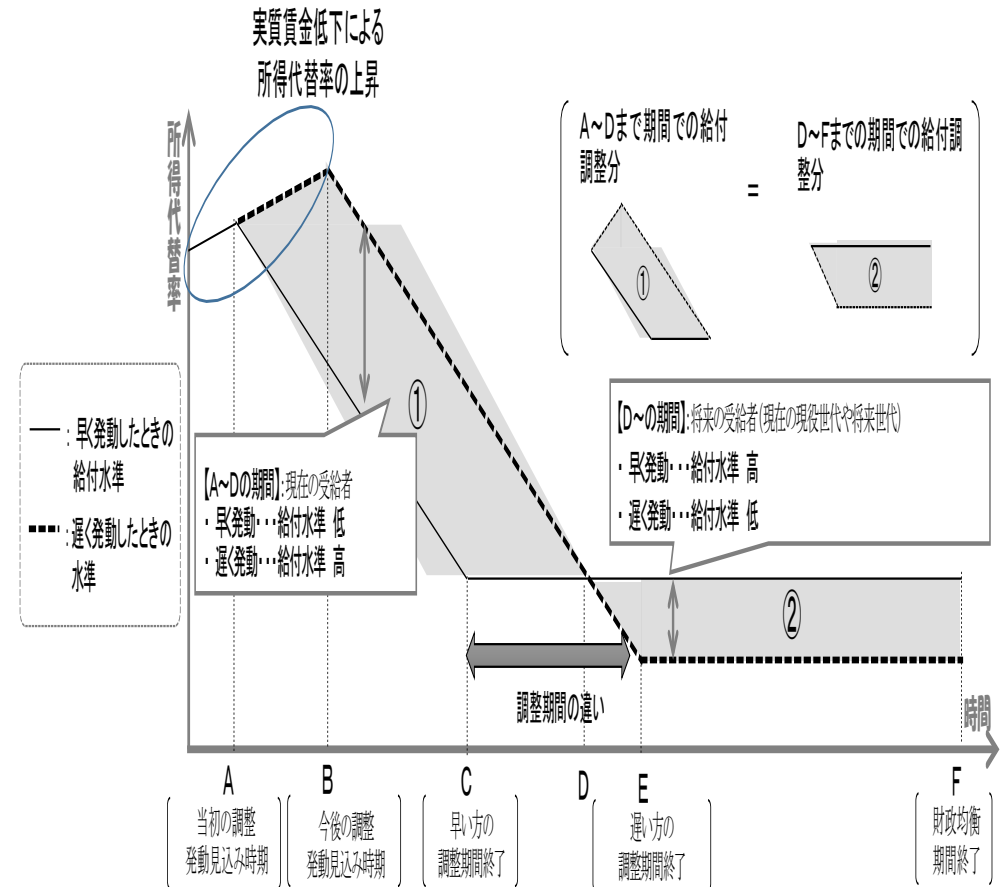 実質賃金低下による
所得代替率の上昇
所得代替率
A～Dまで期間での給付
調整分
①
=
D～Fまでの期間での給付調
整分
②
― : 早く発動したときの
給付水準
: 遅く発動したときの
水準
①
【A～Dの期間】:現在の受給者
・ 早く発動・・・給付水準 低
・ 遅く発動・・・給付水準 高
【D～の期間】:将来の受給者(現在の現役世代や将来世代)
・ 早く発動・・・給付水準 高
・ 遅く発動・・・給付水準 低
②
調整期間の違い
時間
A
当初の調整
発動見込み時期
B
今後の調整
発動見込み時期
C
早い方の
調整期間終了
D
E
遅い方の
調整期間終了
F
財政均衡
期間終了